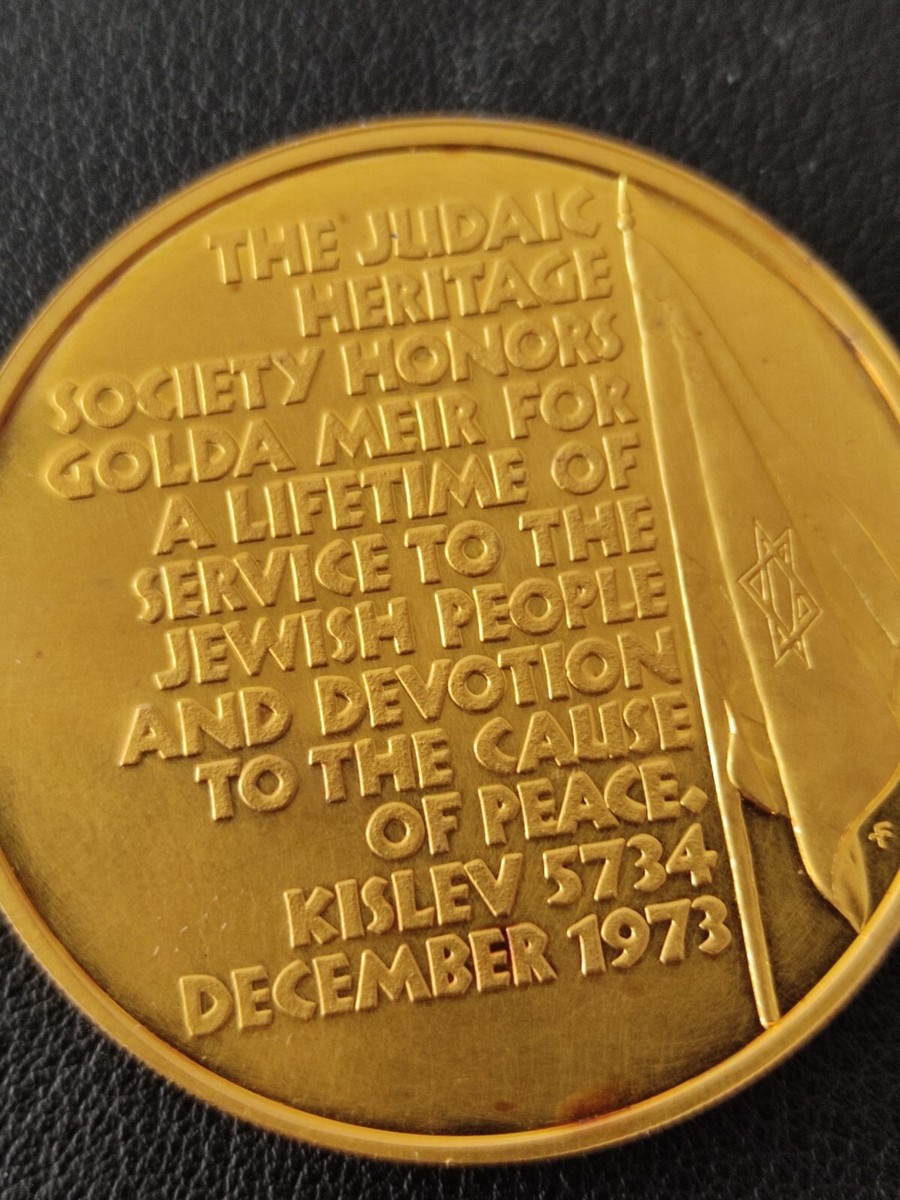 THE JUDAIC
HERITAGE
SOCIETY HONORS
GOLDA MEIR FOR
A LIFETIME OF
SERVICE TO THE
JEWISH PEOPLE
AND DEVOTION
TO THE CAUSE
OF PEACE.
KISLEV 5734
DECEMBER 1973